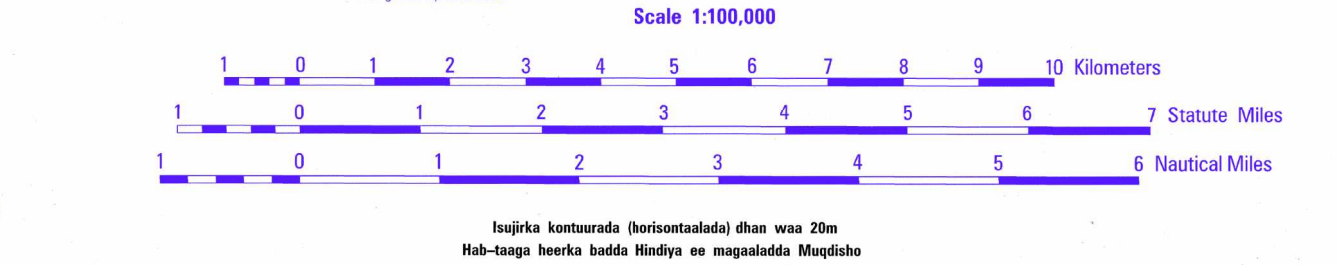 Scale 1:100,000
1 0 1 2 3 4 5 6 7 8 9 10 Kilometers
1 0 1 2 3 4 5 6 7 Statute Miles
1 0 1 2 3 4 5 6 Nautical Miles
Isujirka kontuurada (horisontaalada) dhan waa 20m
Hab–taaga heerka badda Hindiya ee magaaladda Muqdisho